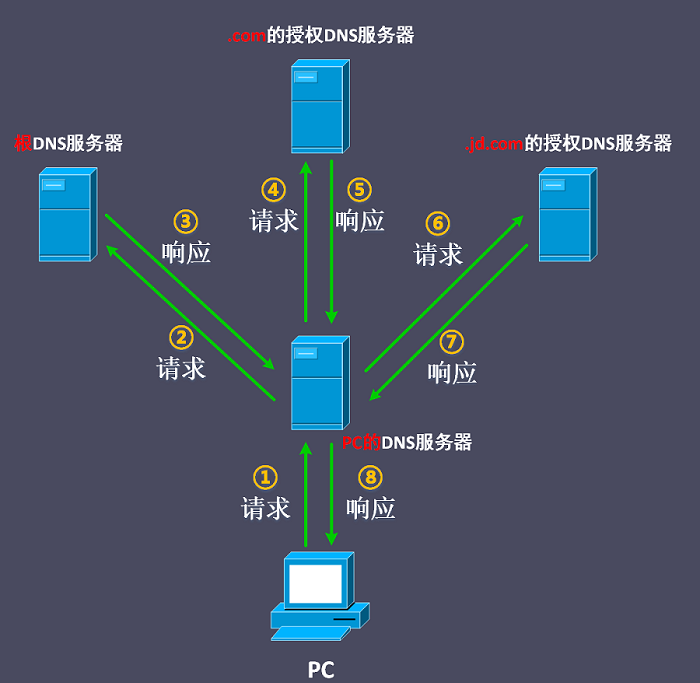 .com的授权DNS服务器
根DNS服务器
.jd.com的授权DNS服务器
④
请求
⑤
响应
③
响应
⑥
请求
②
请求
⑦
响应
PC的DNS服务器
①
请求
⑧
响应
PC